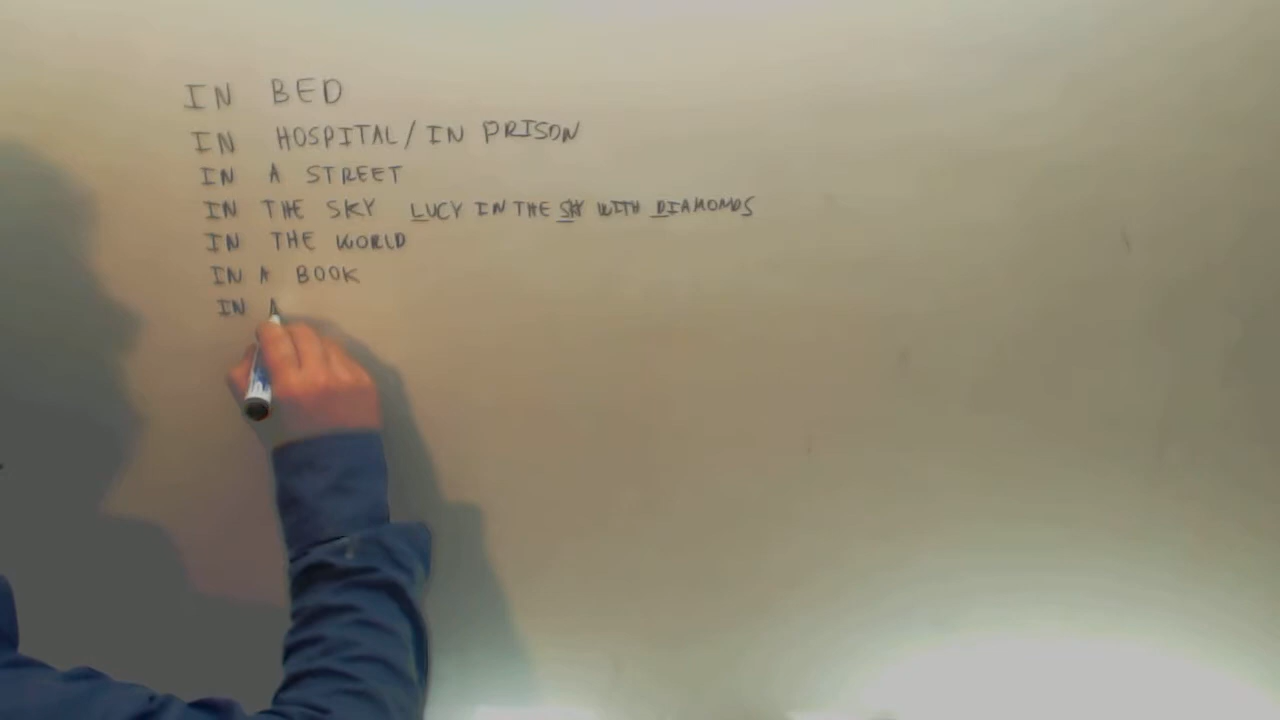 IN BED
IN HOSPITAL/IN PRISON
IN A STREET
IN THE SKY LUCY IN THE SKY WITH DIAMONDS
IN THE WORLD
IN A BOOK
IN A